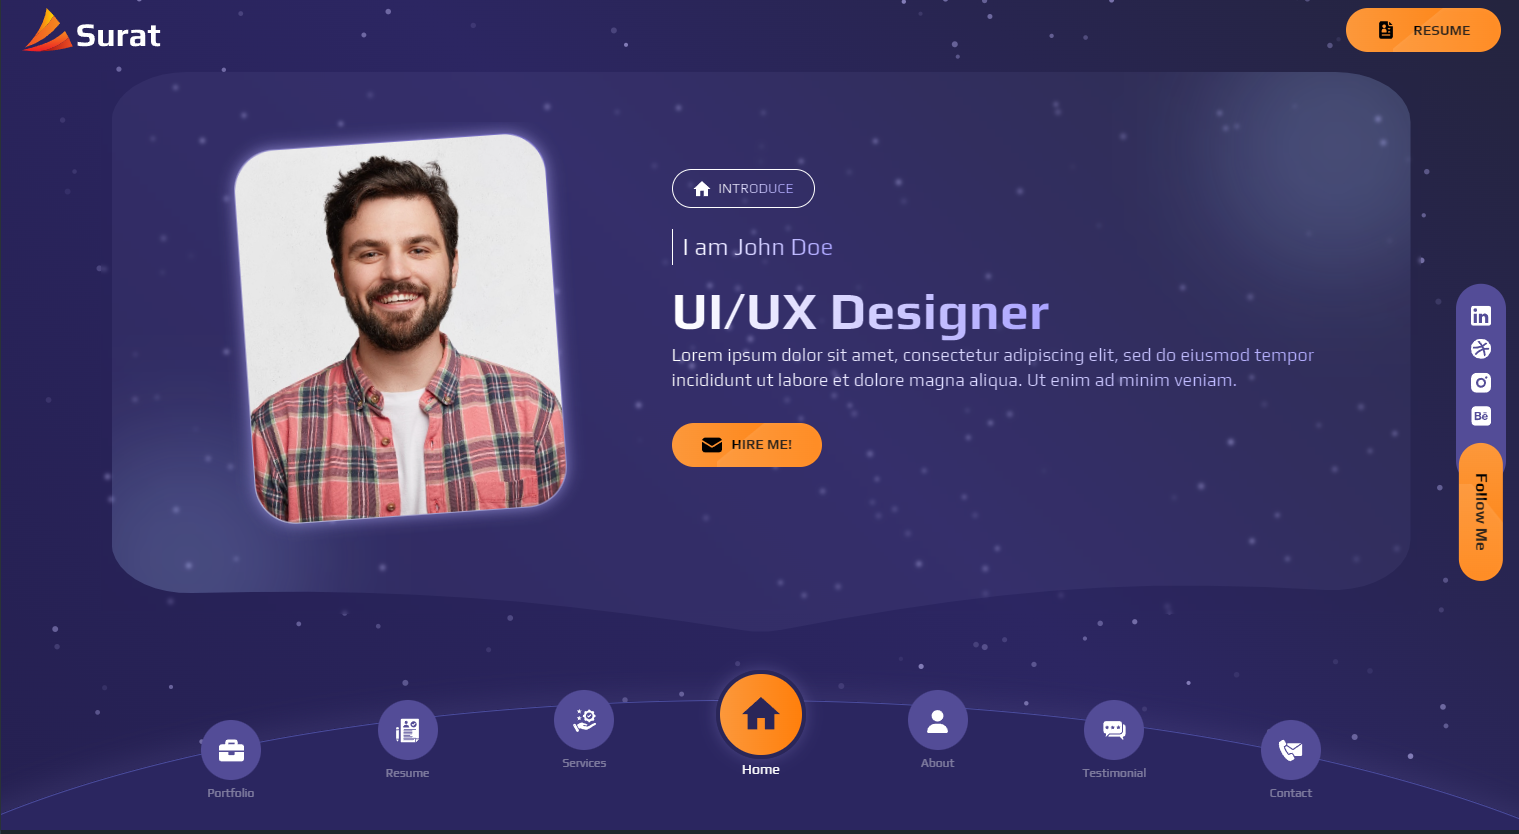 Surat
RESUME
INTRODUCE
I am John Doe
UI/UX Designer
Lorem ipsum dolor sit amet, consectetur adipiscing elit, sed do eiusmod tempor
incididunt ut labore et dolore magna aliqua. Ut enim ad minim veniam.
HIRE ME!
in
Bē
Follow Me
Portfolio
Resume
Services
Home
About
Testimonial
Contact